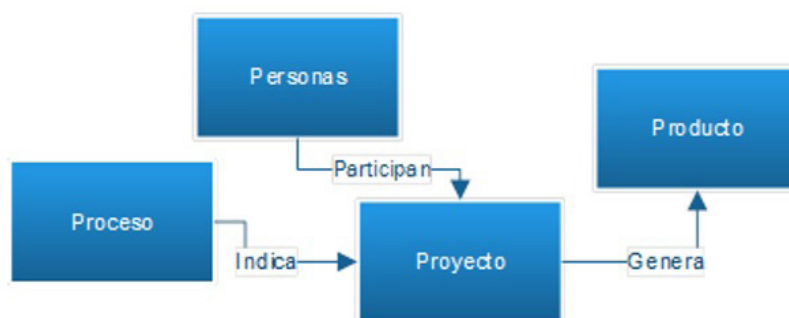 Personas
Producto
Participan
Proceso
Indica
Proyecto
Genera